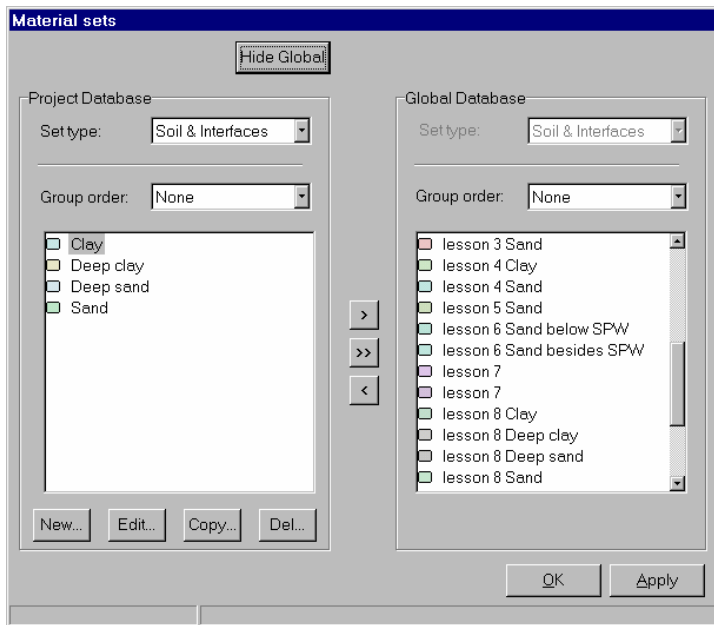 Material sets
Hide Global
Project Database
Set type:
Soil & Interfaces
Group order:
None
Clay
Deep clay
Deep sand
Sand
New...
Edit...
Copy...
Del...
>
>>
<
Global Database
Set type:
Soil & Interfaces
Group order:
None
lesson 3 Sand
lesson 4 Clay
lesson 4 Sand
lesson 5 Sand
lesson 6 Sand below SPW
lesson 6 Sand besides SPW
lesson 7
lesson 7
lesson 8 Clay
lesson 8 Deep clay
lesson 8 Deep sand
lesson 8 Sand
OK
Apply